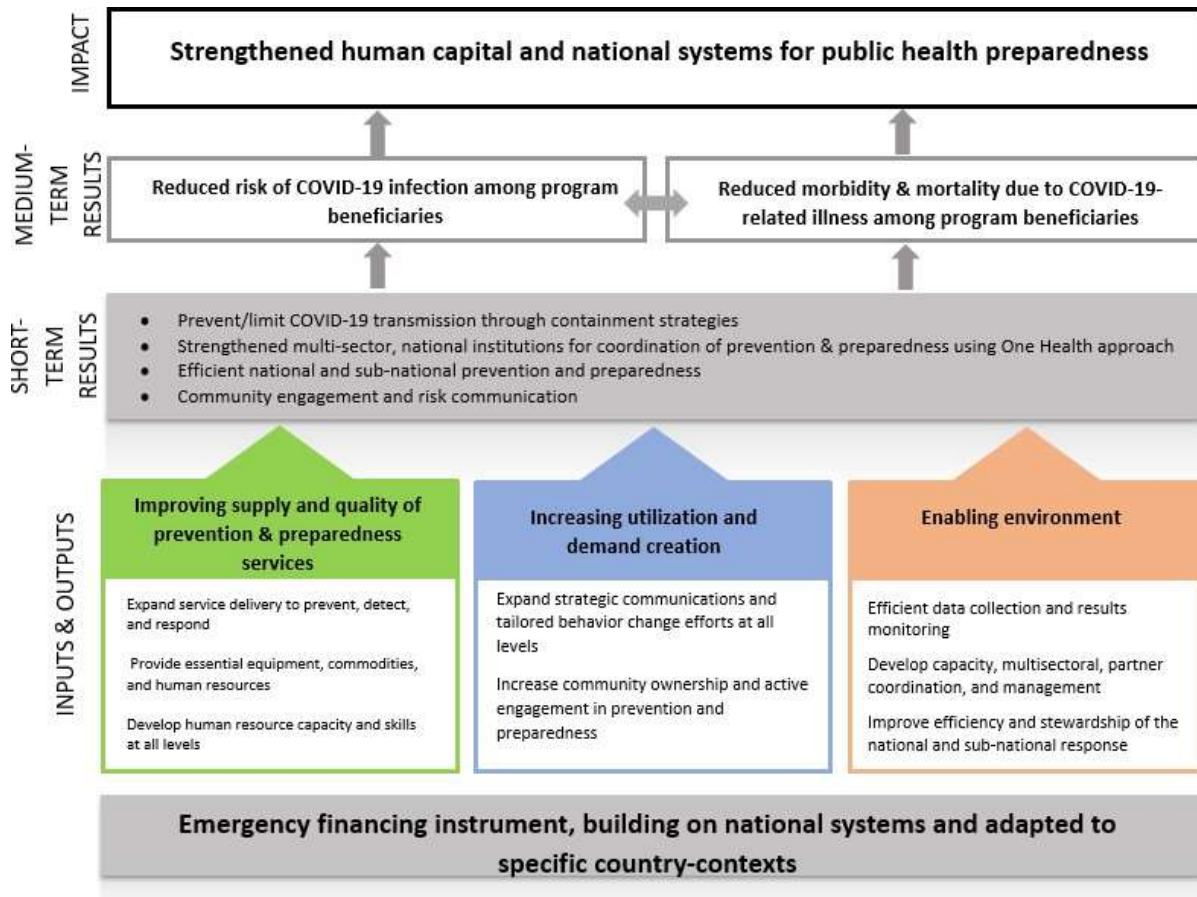 IMPACT
Strengthened human capital and national systems for public health preparedness
MEDIUM-
TERM
RESULTS
Reduced risk of COVID-19 infection among program
beneficiaries
Reduced morbidity & mortality due to COVID-19-
related illness among program beneficiaries
SHORT-
TERM
RESULTS
• Prevent/limit COVID-19 transmission through containment strategies
• Strengthened multi-sector, national institutions for coordination of prevention & preparedness using One Health approach
• Efficient national and sub-national prevention and preparedness
• Community engagement and risk communication
INPUTS & OUTPUTS
Improving supply and quality of
prevention & preparedness
services
Expand service delivery to prevent, detect,
and respond
Provide essential equipment, commodities,
and human resources
Develop human resource capacity and skills
at all levels
Increasing utilization and
demand creation
Expand strategic communications and
tailored behavior change efforts at all
levels
Increase community ownership and active
engagement in prevention and
preparedness
Enabling environment
Efficient data collection and results
monitoring
Develop capacity, multisectoral, partner
coordination, and management
Improve efficiency and stewardship of the
national and sub-national response
Emergency financing instrument, building on national systems and adapted to
specific country-contexts